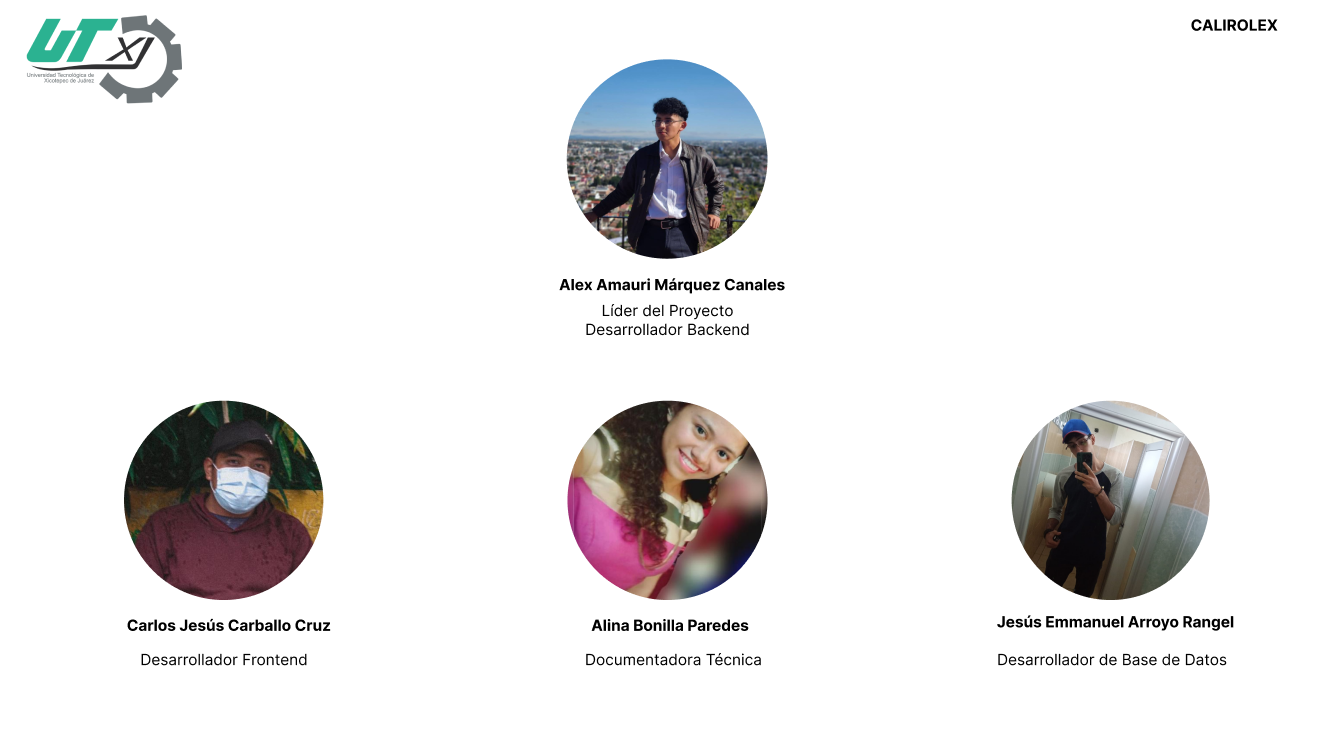 UT XJ
Universidad Tecnológica de
Xicotepec de Juárez
CALIROLEX
Alex Amauri Márquez Canales
Líder del Proyecto
Desarrollador Backend
Carlos Jesús Carballo Cruz
Desarrollador Frontend
Alina Bonilla Paredes
Documentadora Técnica
Jesús Emmanuel Arroyo Rangel
Desarrollador de Base de Datos